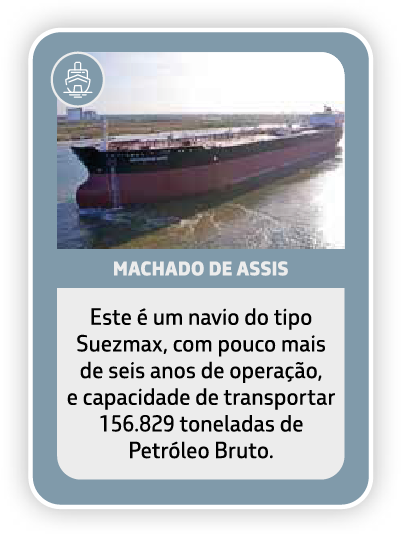 MACHADO DE ASSIS
Este é um navio do tipo
Suezmax, com pouco mais
de seis anos de operação,
e capacidade de transportar
156.829 toneladas de
Petróleo Bruto.